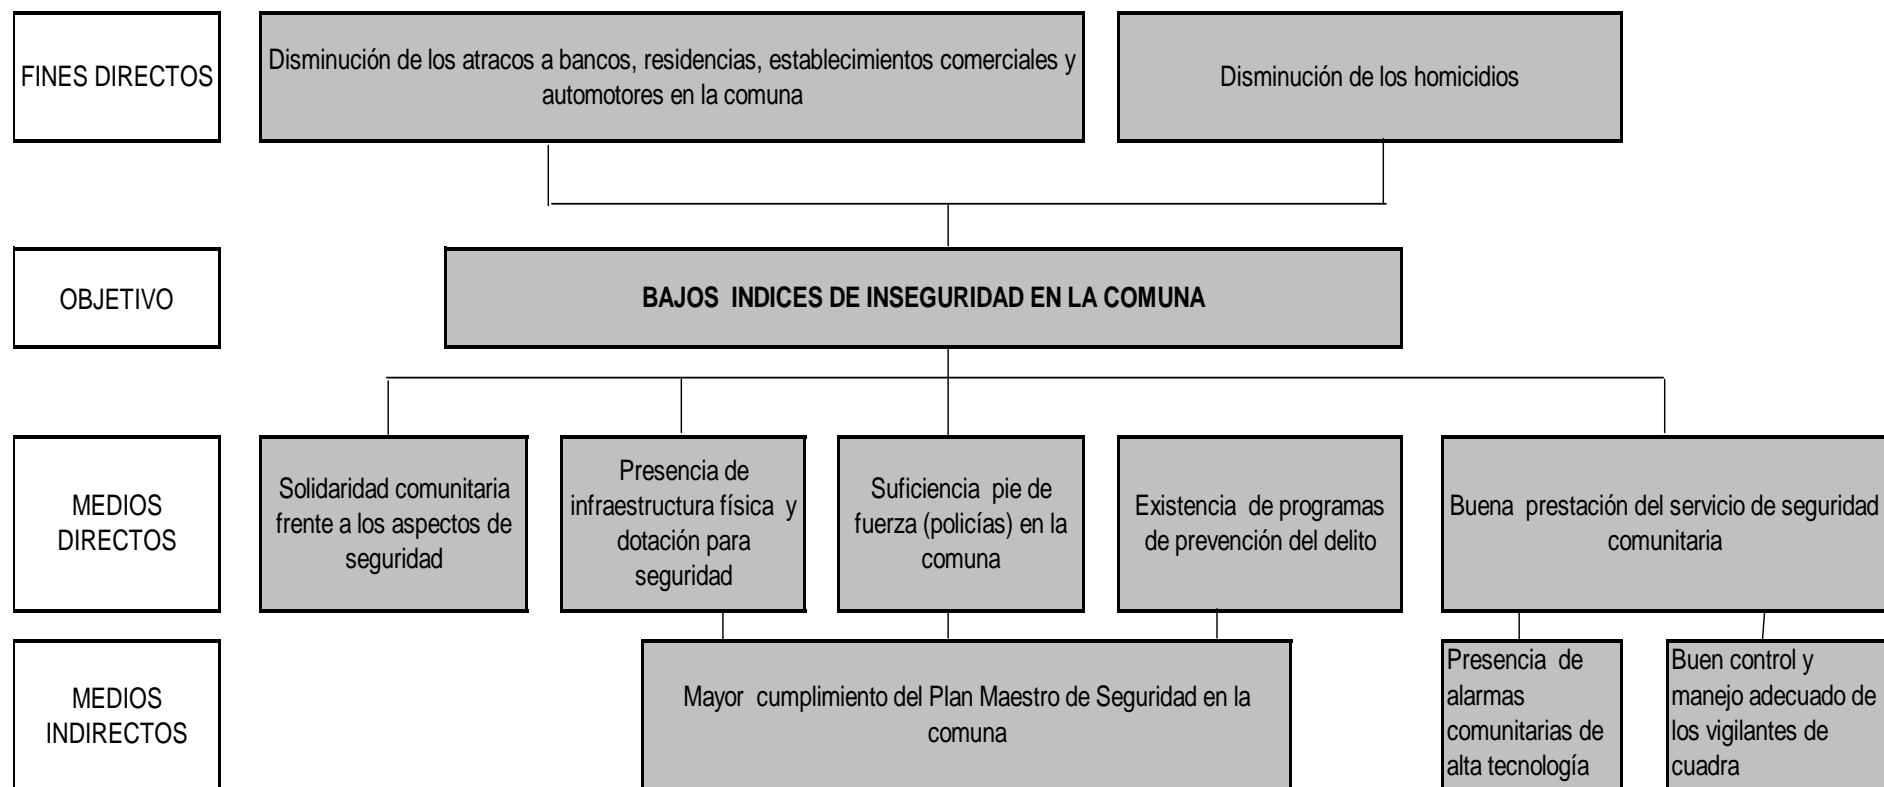 FINES DIRECTOS
Disminución de los atracos a bancos, residencias, establecimientos comerciales y
automotores en la comuna
Disminución de los homicidios
OBJETIVO
BAJOS INDICES DE INSEGURIDAD EN LA COMUNA
MEDIOS
DIRECTOS
Solidaridad comunitaria
frente a los aspectos de
seguridad
Presencia de
infraestructura física y
dotación para
seguridad
Suficiencia pie de
fuerza (policías) en la
comuna
Existencia de programas
de prevención del delito
Buena prestación del servicio de seguridad
comunitaria
MEDIOS
INDIRECTOS
Mayor cumplimiento del Plan Maestro de Seguridad en la
comuna
Presencia de
alarmas
comunitarias de
alta tecnología
Buen control y
manejo adecuado de
los vigilantes de
cuadra